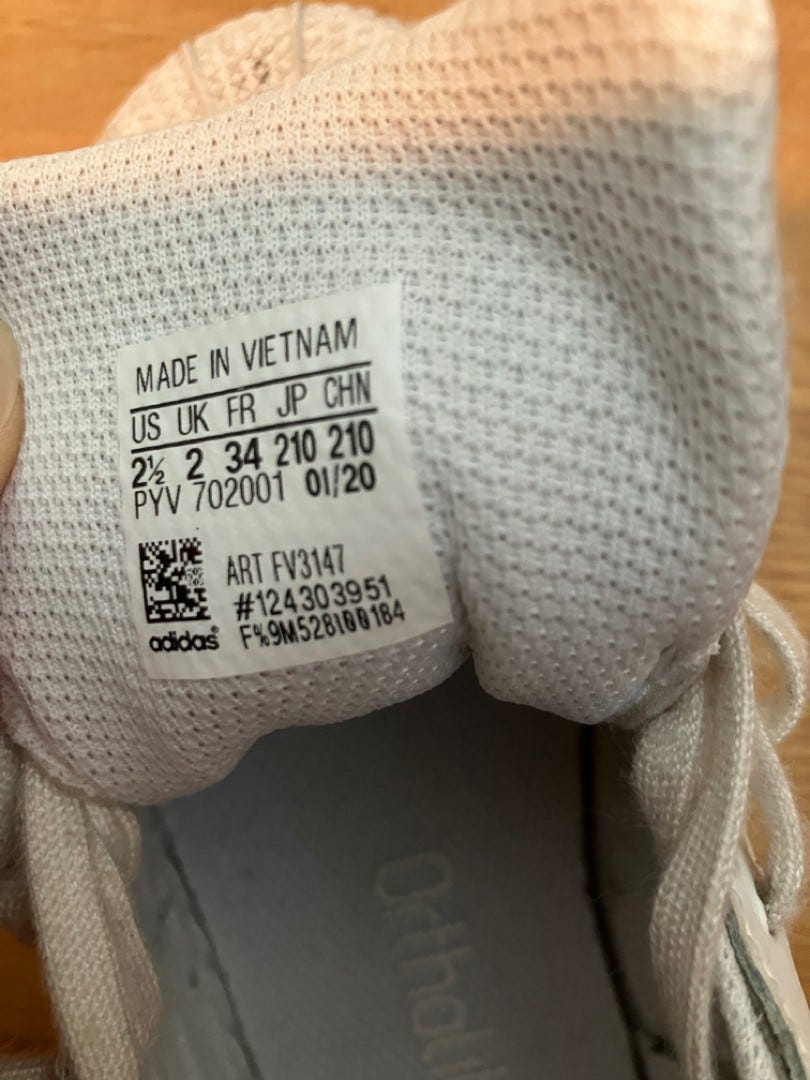 MADE IN VIETNAM
US UK FR JP CHN
2½ 2 34 210 210
PYV 702001 01/20
ART FV3147
#124303951
adidas®
Ortholi